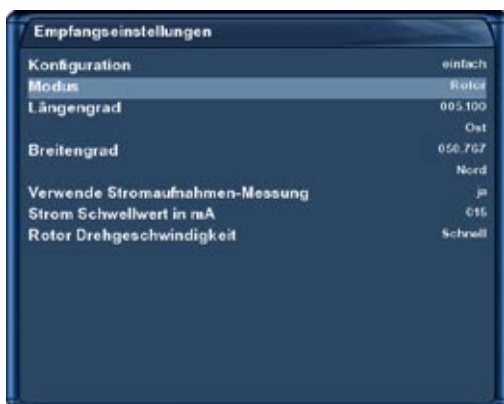 Empfangseinstellungen
Konfiguration einfach
Modus Rotor
Längengrad 005.100
Ost
Breitengrad 050.767
Nord
Verwende Stromaufnahmen-Messung ja
Strom Schwellwert in mA 015
Rotor Drehgeschwindigkeit Schnell